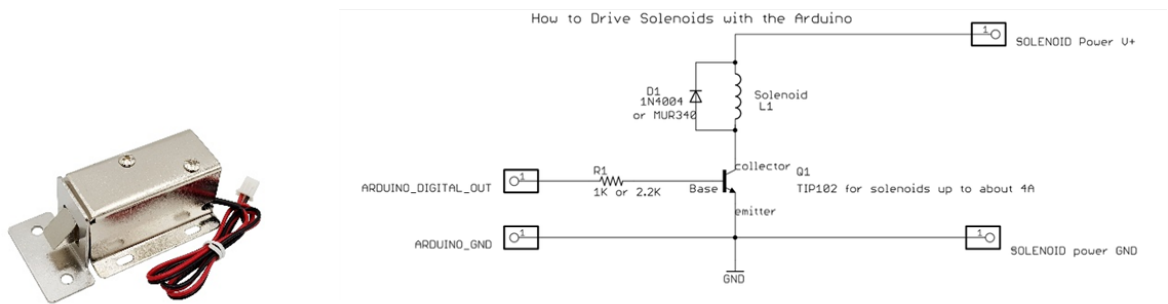 How to Drive Solenoids with the Arduino
1
SOLENOID Power V+
D1
1N4004
or MUR340
Solenoid
L1
collector
Q1
TIP102 for solenoids up to about 4A
ARDUINO_DIGITAL_OUT
1
R1
1K or 2.2K
Base
emitter
ARDUINO_GND
1
1
SOLENOID power GND
GND